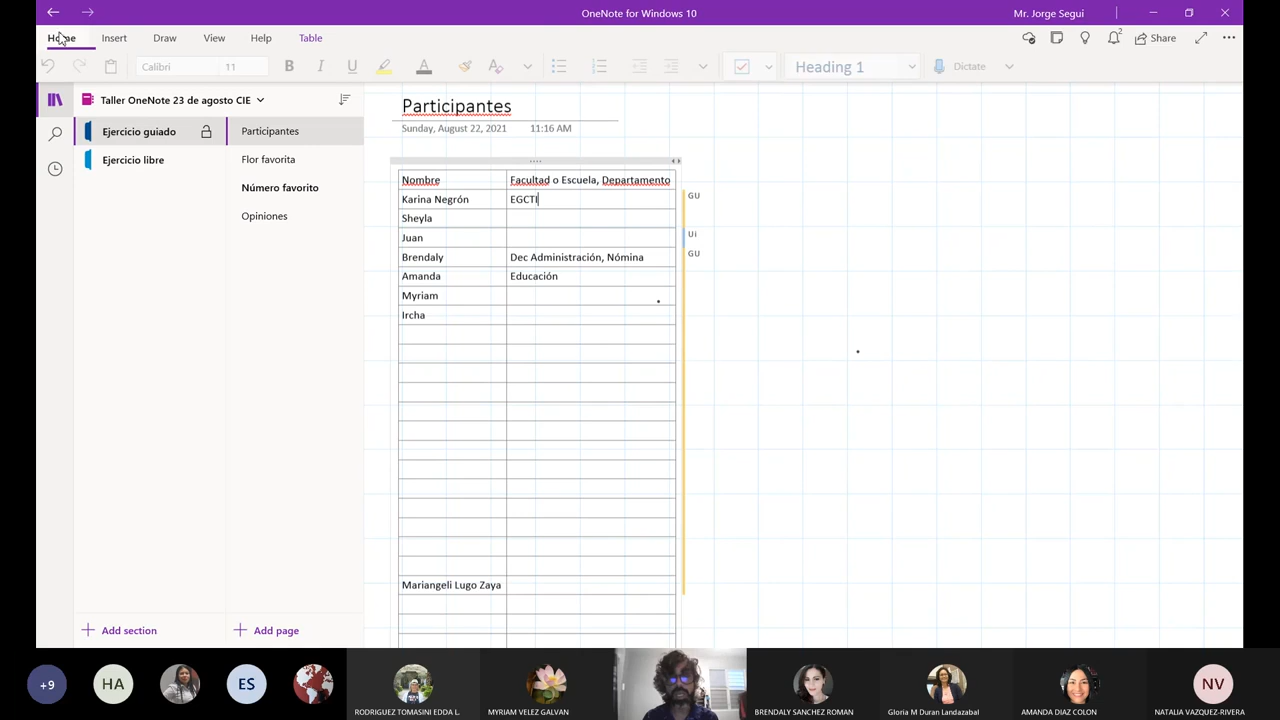 OneNote for Windows 10
Mr. Jorge Segui
Home Insert Draw View Help Table
2 Share
Calibri 11 Heading 1 Dictate
Taller OneNote 23 de agosto CIE
Ejercicio guiado
Ejercicio libre
Participantes
Flor favorita
Número favorito
Opiniones
Participantes
Sunday, August 22, 2021 11:16 AM
Nombre Facultad o Escuela, Departamento
Karina Negrón EGCTI GU
Sheyla
Juan Ui
Brendaly Dec Administración, Nómina GU
Amanda Educación
Myriam
Ircha
Mariangeli Lugo Zaya
Add section
Add page
+9 HA ES NV
RODRIGUEZ TOMASINI EDDA L. MYRIAM VELEZ GALVAN BRENDALY SANCHEZ ROMAN Gloria M Duran Landazabal AMANDA DIAZ COLON NATALIA VAZQUEZ-RIVERA